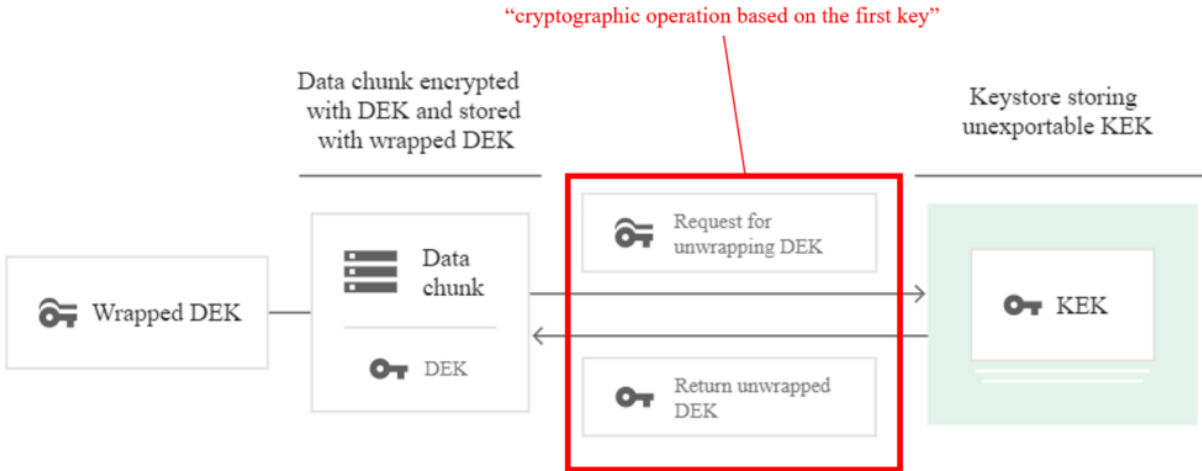 “cryptographic operation based on the first key”
Data chunk encrypted
with DEK and stored
with wrapped DEK
Keystore storing
unexportable KEK
Wrapped DEK
Data
chunk
DEK
Request for
unwrapping DEK
Return unwrapped
DEK
KEK